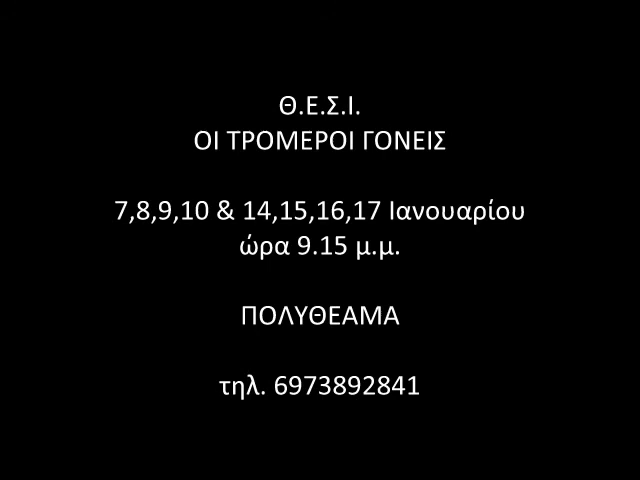 Θ.Ε.Σ.Ι.
ΟΙ ΤΡΟΜΕΡΟΙ ΓΟΝΕΙΣ
7,8,9,10 & 14,15,16,17 Ιανουαρίου
ώρα 9.15 μ.μ.
ΠΟΛΥΘΕΑΜΑ
τηλ. 6973892841